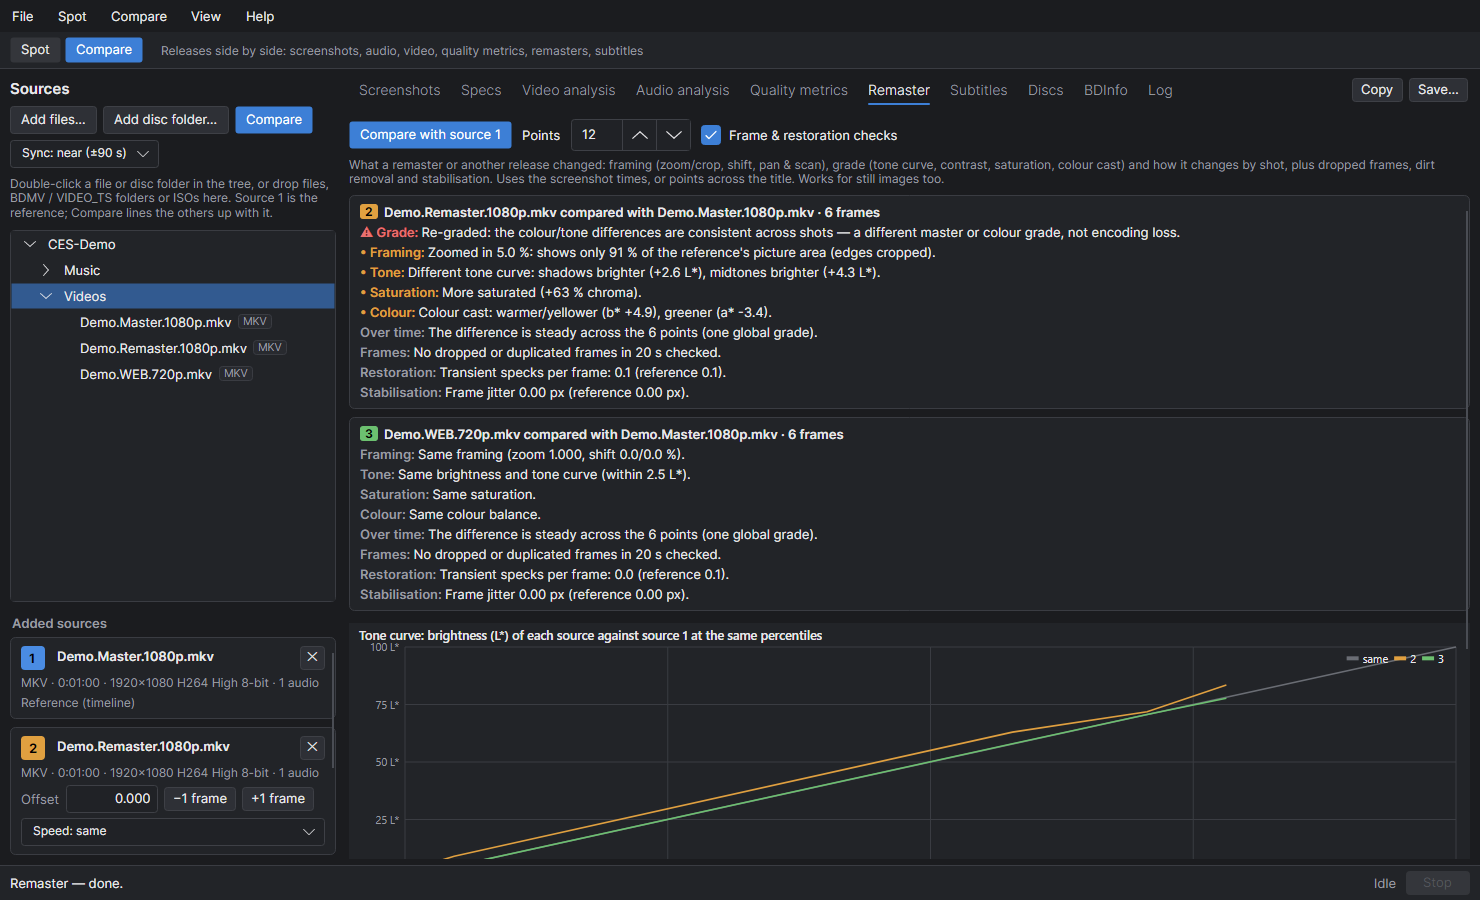 File Spot Compare View Help
Spot Compare Releases side by side: screenshots, audio, video, quality metrics, remasters, subtitles
Sources
Add files... Add disc folder... Compare
Sync: near (±90 s)
Double-click a file or disc folder in the tree, or drop files,
BDMV / VIDEO_TS folders or ISOs here. Source 1 is the
reference; Compare lines the others up with it.
CES-Demo
Music
Videos
Demo.Master.1080p.mkv MKV
Demo.Remaster.1080p.mkv MKV
Demo.WEB.720p.mkv MKV
Added sources
1 Demo.Master.1080p.mkv
MKV · 0:01:00 · 1920×1080 H264 High 8-bit · 1 audio
Reference (timeline)
2 Demo.Remaster.1080p.mkv
MKV · 0:01:00 · 1920×1080 H264 High 8-bit · 1 audio
Offset 0.000 −1 frame +1 frame
Speed: same
Screenshots Specs Video analysis Audio analysis Quality metrics Remaster Subtitles Discs BDInfo Log Copy Save...
Compare with source 1 Points 12 Frame & restoration checks
What a remaster or another release changed: framing (zoom/crop, shift, pan & scan), grade (tone curve, contrast, saturation, colour cast) and how it changes by shot, plus dropped frames, dirt
removal and stabilisation. Uses the screenshot times, or points across the title. Works for still images too.
2 Demo.Remaster.1080p.mkv compared with Demo.Master.1080p.mkv · 6 frames
Grade: Re-graded: the colour/tone differences are consistent across shots — a different master or colour grade, not encoding loss.
• Framing: Zoomed in 5.0 %: shows only 91 % of the reference's picture area (edges cropped).
• Tone: Different tone curve: shadows brighter (+2.6 L*), midtones brighter (+4.3 L*).
• Saturation: More saturated (+63 % chroma).
• Colour: Colour cast: warmer/yellower (b* +4.9), greener (a* -3.4).
Over time: The difference is steady across the 6 points (one global grade).
Frames: No dropped or duplicated frames in 20 s checked.
Restoration: Transient specks per frame: 0.1 (reference 0.1).
Stabilisation: Frame jitter 0.00 px (reference 0.00 px).
3 Demo.WEB.720p.mkv compared with Demo.Master.1080p.mkv · 6 frames
Framing: Same framing (zoom 1.000, shift 0.0/0.0 %).
Tone: Same brightness and tone curve (within 2.5 L*).
Saturation: Same saturation.
Colour: Same colour balance.
Over time: The difference is steady across the 6 points (one global grade).
Frames: No dropped or duplicated frames in 20 s checked.
Restoration: Transient specks per frame: 0.0 (reference 0.1).
Stabilisation: Frame jitter 0.00 px (reference 0.00 px).
Tone curve: brightness (L*) of each source against source 1 at the same percentiles
100 L*
same 2 3
75 L*
50 L*
25 L*
Remaster — done. Idle Stop